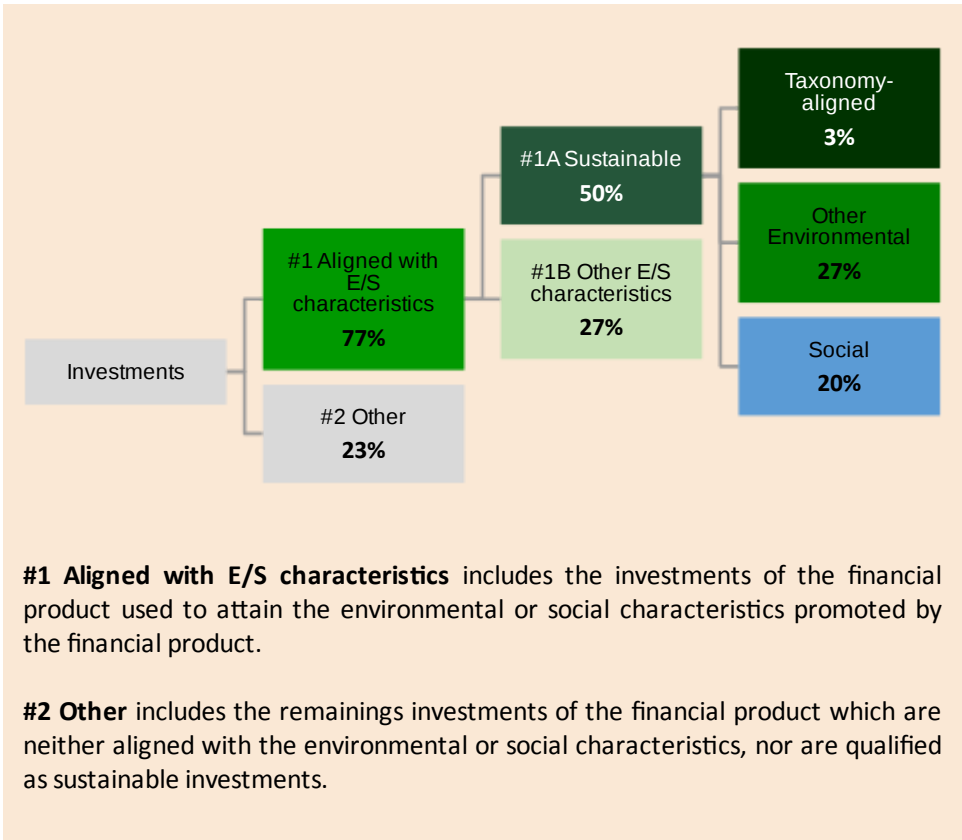 Investments
#1 Aligned with
E/S
characteristics
77%
#2 Other
23%
#1A Sustainable
50%
#1B Other E/S
characteristics
27%
Taxonomy-
aligned
3%
Other
Environmental
27%
Social
20%
#1 Aligned with E/S characteristics includes the investments of the financial
product used to attain the environmental or social characteristics promoted by
the financial product.
#2 Other includes the remainings investments of the financial product which are
neither aligned with the environmental or social characteristics, nor are qualified
as sustainable investments.